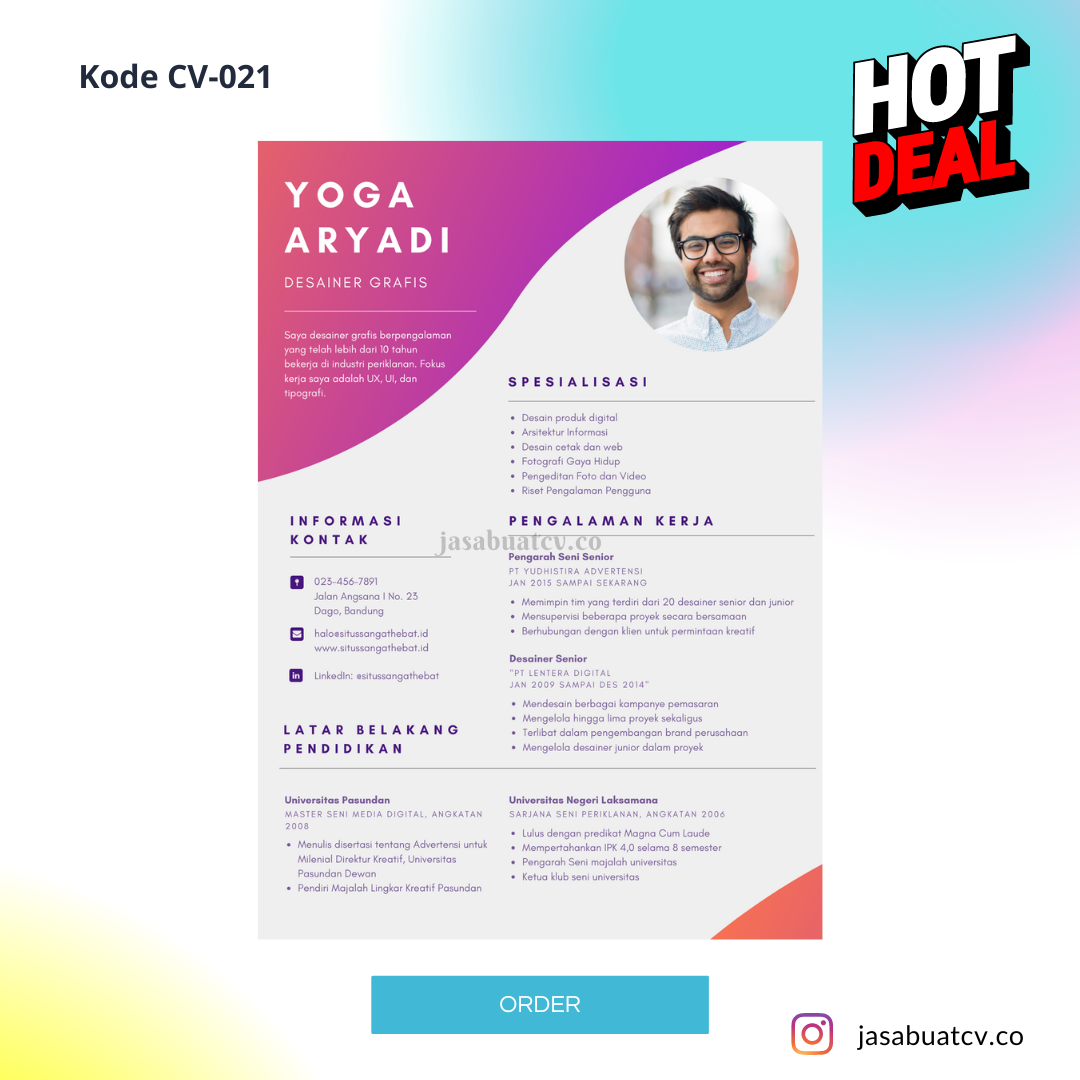 Kode CV-021
HOT
DEAL
YOGA
ARYADI
DESAINER GRAFIS
Saya desainer grafis berpengalaman
yang telah lebih dari 10 tahun
bekerja di industri periklanan. Fokus
kerja saya adalah UX, UI, dan
tipografi.
SPESIALISASI
• Desain produk digital
• Arsitektur Informasi
• Desain cetak dan web
• Fotografi Gaya Hidup
• Pengeditan Foto dan Video
• Riset Pengalaman Pengguna
INFORMASI
KONTAK
023-456-7891
Jalan Angsana I No. 23
Dago, Bandung
halo@situssangathebat.id
www.situssangathebat.id
in
LinkedIn: @situssangathebat
PENGALAMAN KERJA
jasabuatcv.co
Pengarah Seni Senior
PT YUDHISTIRA ADVERTENSI
JAN 2015 SAMPAI SEKARANG
• Memimpin tim yang terdiri dari 20 desainer senior dan junior
• Mensupervisi beberapa proyek secara bersamaan
• Berhubungan dengan klien untuk permintaan kreatif
Desainer Senior
"PT LENTERA DIGITAL
JAN 2009 SAMPAI DES 2014"
• Mendesain berbagai kampanye pemasaran
• Mengelola hingga lima proyek sekaligus
• Terlibat dalam pengembangan brand perusahaan
• Mengelola desainer junior dalam proyek
LATAR BELAKANG
PENDIDIKAN
Universitas Pasundan
MASTER SENI MEDIA DIGITAL, ANGKATAN
2008
• Menulis disertasi tentang Advertensi untuk
Milenial Direktur Kreatif, Universitas
Pasundan Dewan
• Pendiri Majalah Lingkar Kreatif Pasundan
Universitas Negeri Laksamana
SARJANA SENI PERIKLANAN, ANGKATAN 2006
• Lulus dengan predikat Magna Cum Laude
• Mempertahankan IPK 4,0 selama 8 semester
• Pengarah Seni majalah universitas
• Ketua klub seni universitas
ORDER
jasabuatcv.co